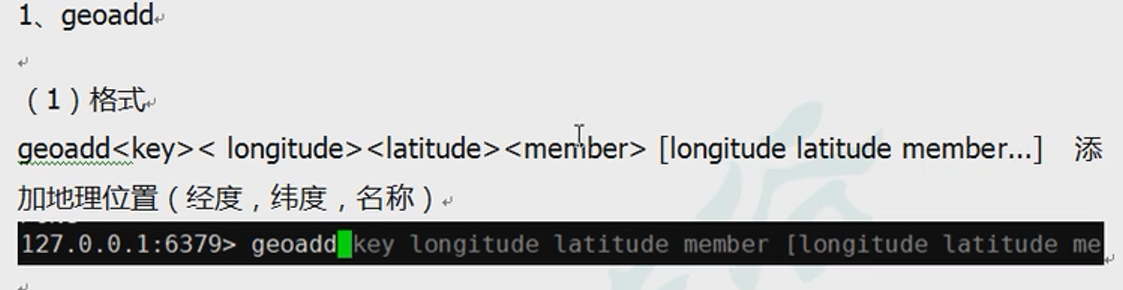 1、geoadd
（1）格式
geoadd<key>< longitude><latitude><member> [longitude latitude member...] 添
加地理位置（经度，纬度，名称）
127.0.0.1:6379> geoadd key longitude latitude member [longitude latitude me